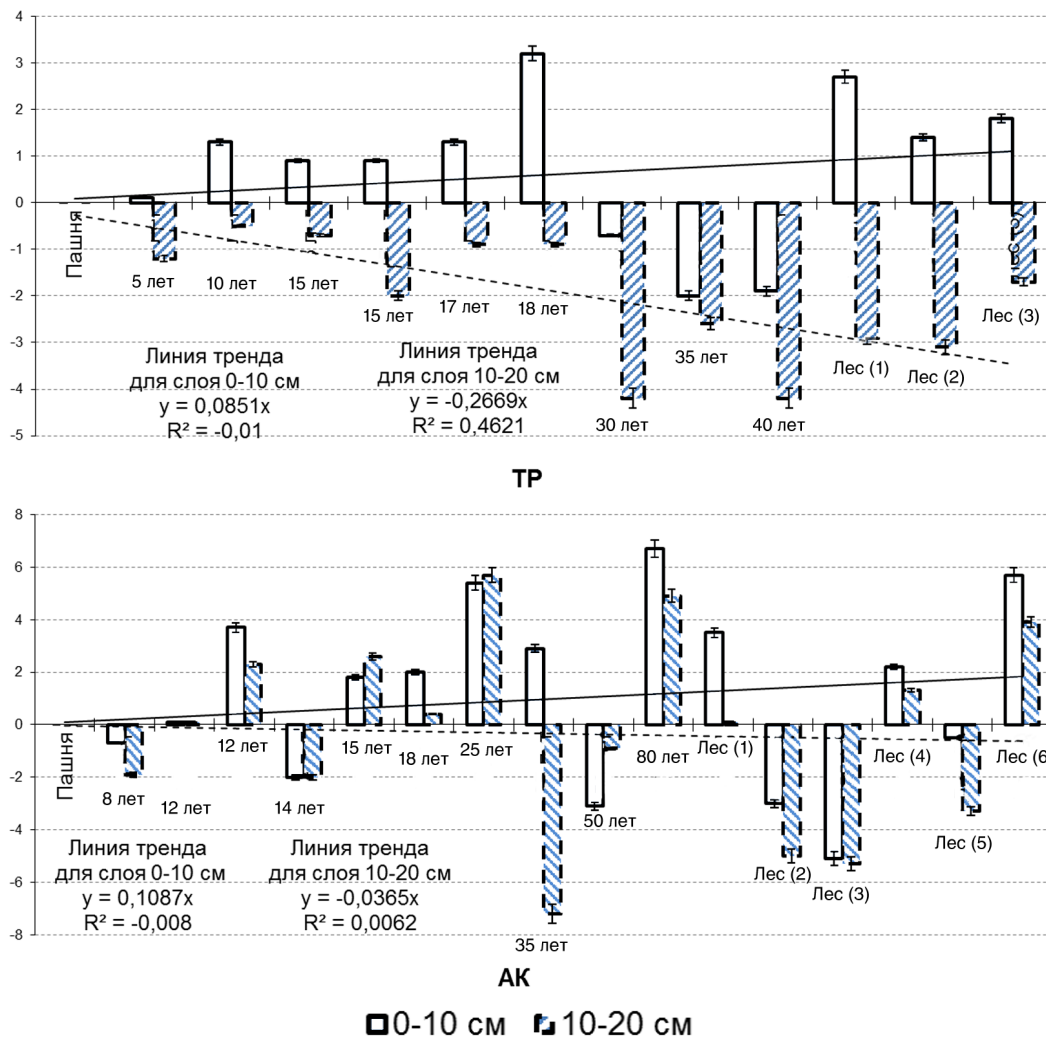 4
3
2
1
0
-1
-2
-3
-4
-5
Пашня
5 лет
10 лет
15 лет
15 лет
17 лет
18 лет
30 лет
35 лет
40 лет
Лес (1)
Лес (2)
Лес (3)
Линия тренда
для слоя 0-10 см
y = 0,0851x
R² = -0,01
Линия тренда
для слоя 10-20 см
y = -0,2669x
R² = 0,4621
ТР
8
6
4
2
0
-2
-4
-6
-8
Пашня
8 лет
12 лет
12 лет
14 лет
15 лет
18 лет
25 лет
35 лет
50 лет
80 лет
Лес (1)
Лес (2)
Лес (3)
Лес (4)
Лес (5)
Лес (6
Линия тренда
для слоя 0-10 см
y = 0,1087x
R² = -0,008
Линия тренда
для слоя 10-20 см
y = -0,0365x
R² = 0,0062
АК
0-10 см 10-20 см